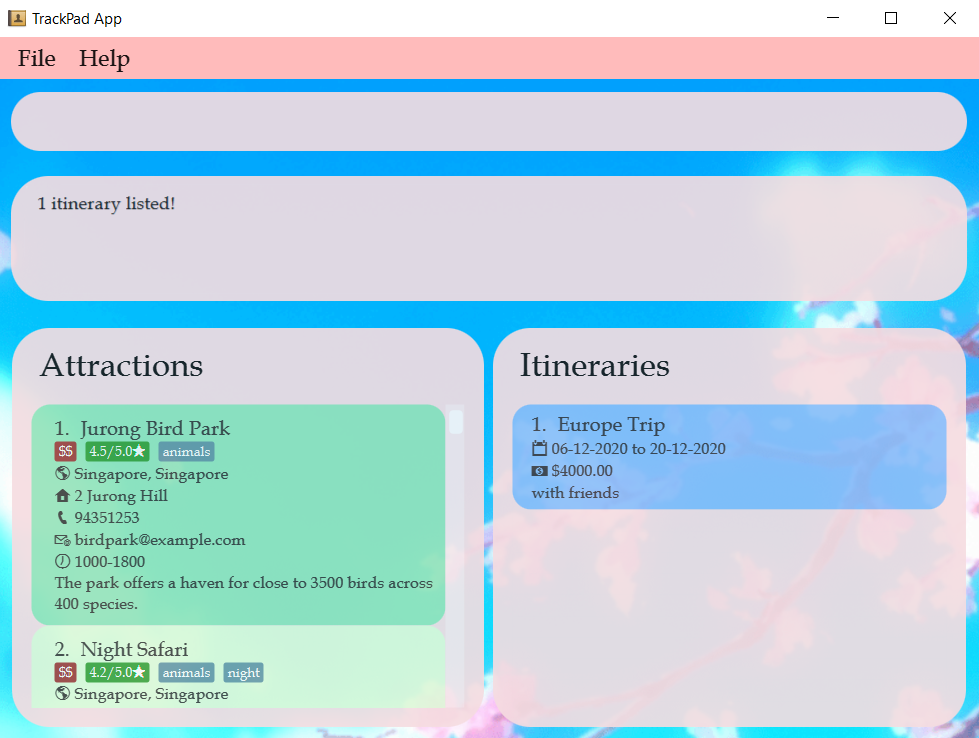 TrackPad App
File Help
1 itinerary listed!
Attractions
1. Jurong Bird Park
$$ 4.5/5.0★ animals
Singapore, Singapore
2 Jurong Hill
94351253
birdpark@example.com
1000-1800
The park offers a haven for close to 3500 birds across
400 species.
2. Night Safari
$$ 4.2/5.0★ animals night
Singapore, Singapore
Itineraries
1. Europe Trip
06-12-2020 to 20-12-2020
$4000.00
with friends